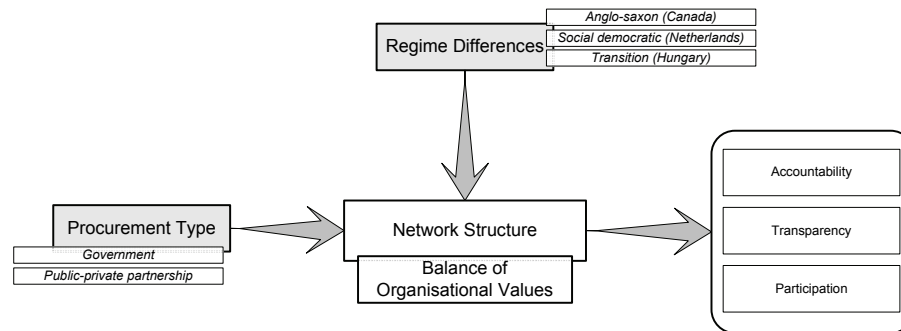 Anglo-saxon (Canada)
Regime Differences
Social democratic (Netherlands)
Transition (Hungary)
Accountability
Procurement Type
Network Structure
Transparency
Government
Public-private partnership
Balance of
Organisational Values
Participation